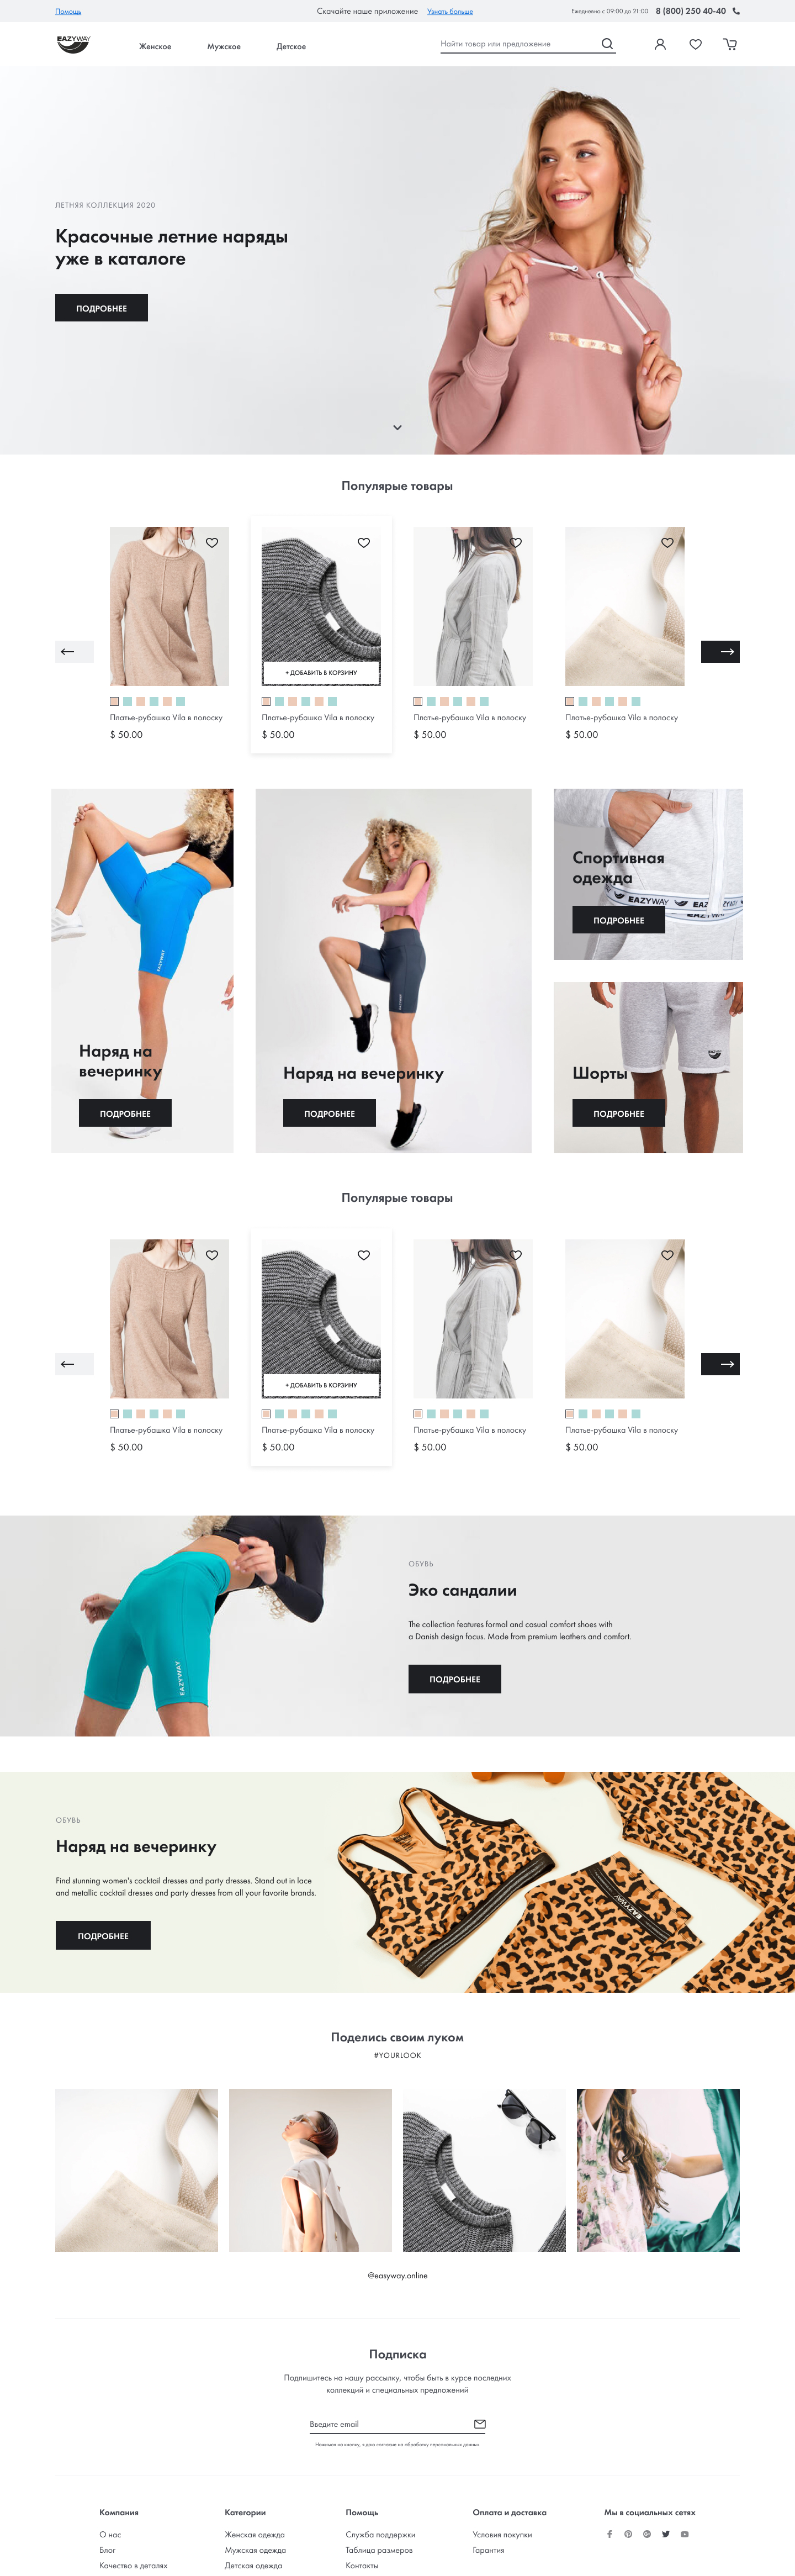 Помощь
Скачайте наше приложение Узнать больше
Ежедневно с 09:00 до 21:00 8 (800) 250 40-40
EAZYWAY
Женское Мужское Детское
Найти товар или предложение
ЛЕТНЯЯ КОЛЛЕКЦИЯ 2020
Красочные летние наряды
уже в каталоге
ПОДРОБНЕЕ
Популярые товары
+ ДОБАВИТЬ В КОРЗИНУ
Платье-рубашка Vila в полоску
$ 50.00
Платье-рубашка Vila в полоску
$ 50.00
Платье-рубашка Vila в полоску
$ 50.00
Платье-рубашка Vila в полоску
$ 50.00
EAZYWAY
Наряд на
вечеринку
ПОДРОБНЕЕ
Наряд на вечеринку
ПОДРОБНЕЕ
Спортивная
одежда
EAZYWAY
EAZYWAY
EAZYWAY
ПОДРОБНЕЕ
Шорты
ПОДРОБНЕЕ
Популярые товары
+ ДОБАВИТЬ В КОРЗИНУ
Платье-рубашка Vila в полоску
$ 50.00
Платье-рубашка Vila в полоску
$ 50.00
Платье-рубашка Vila в полоску
$ 50.00
Платье-рубашка Vila в полоску
$ 50.00
EAZYWAY
ОБУВЬ
Эко сандалии
The collection features formal and casual comfort shoes with
a Danish design focus. Made from premium leathers and comfort.
ПОДРОБНЕЕ
ОБУВЬ
Наряд на вечеринку
Find stunning women's cocktail dresses and party dresses. Stand out in lace
and metallic cocktail dresses and party dresses from all your favorite brands.
ПОДРОБНЕЕ
EAZYWAY
Поделись своим луком
#YOURLOOK
@easyway.online
Подписка
Подпишитесь на нашу рассылку, чтобы быть в курсе последних
коллекций и специальных предложений
Введите email
Нажимая на кнопку, я даю согласие на обработку персональных данных
Компания
О нас
Блог
Качество в деталях
Категории
Женская одежда
Мужская одежда
Детская одежда
Помощь
Служба поддержки
Таблица размеров
Контакты
Оплата и доставка
Условия покупки
Гарантия
Мы в социальных сетях